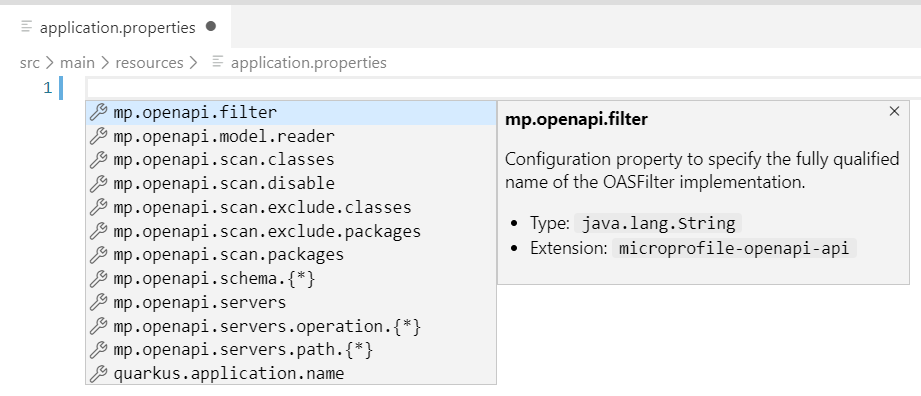 application.properties
src > main > resources > application.properties
1
mp.openapi.filter
mp.openapi.model.reader
mp.openapi.scan.classes
mp.openapi.scan.disable
mp.openapi.scan.exclude.classes
mp.openapi.scan.exclude.packages
mp.openapi.scan.packages
mp.openapi.schema.{*}
mp.openapi.servers
mp.openapi.servers.operation.{*}
mp.openapi.servers.path.{*}
quarkus.application.name
mp.openapi.filter
Configuration property to specify the fully qualified
name of the OASFilter implementation.
• Type: java.lang.String
• Extension: microprofile-openapi-api